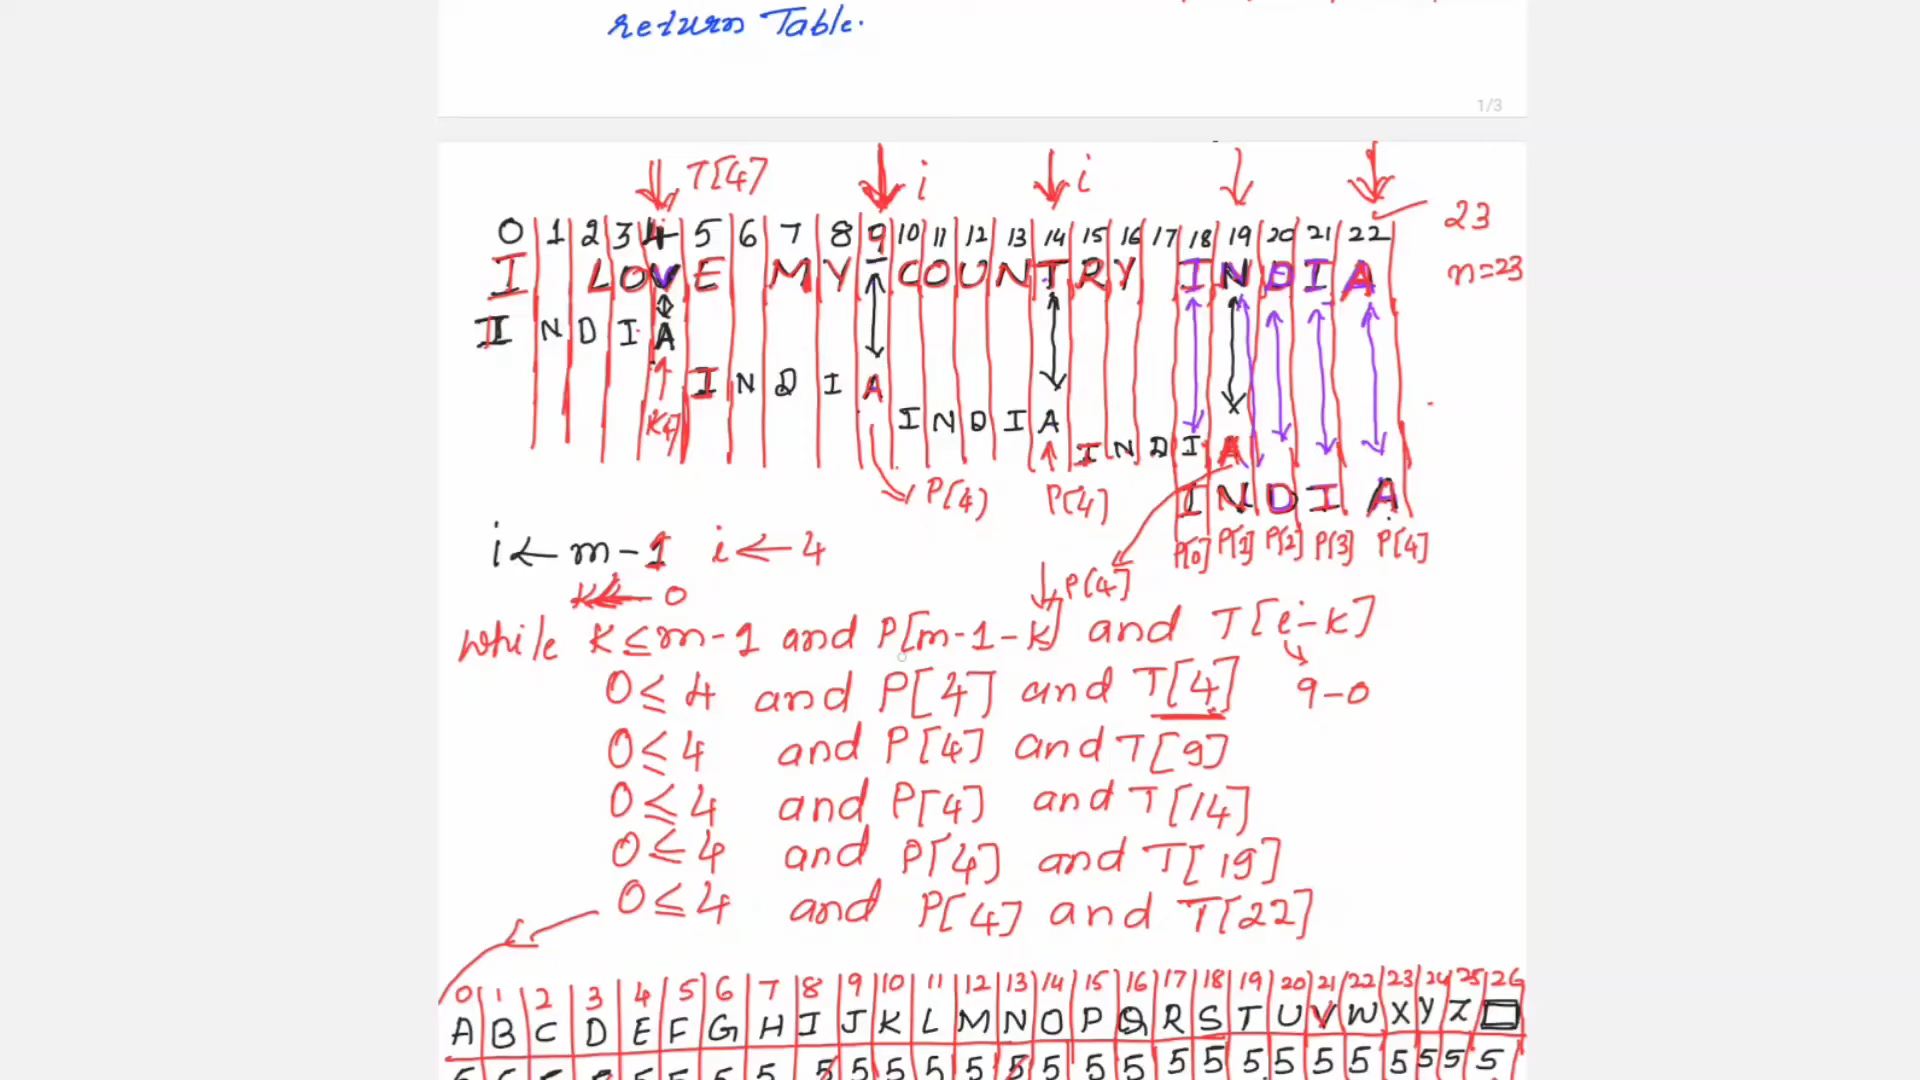 return Table.
1/3
T[4] i i
23
0 1 2 3 4 5 6 7 8 9 10 11 12 13 14 15 16 17 18 19 20 21 22
I LOVE MY COUNTRY INDIA n=23
I N D I A
I N D I A
I N D I A
I N D I A
P[4] P[4] I N D I A
P[0] P[1] P[2] P[3] P[4]
i ← m-1 i ← 4
K ← 0 P[4]
while K ≤ m-1 and P[m-1-k] and T[i-k]
0 ≤ 4 and P[4] and T[4] 9-0
0 ≤ 4 and P[4] and T[9]
0 ≤ 4 and P[4] and T[14]
0 ≤ 4 and P[4] and T[19]
0 ≤ 4 and P[4] and T[22]
0 1 2 3 4 5 6 7 8 9 10 11 12 13 14 15 16 17 18 19 20 21 22 23 24 25 26
A B C D E F G H I J K L M N O P Q R S T U V W X Y Z
5 5 5 5 5 5 5 5 5 5 5 5 5 5 5 5 5 5 5 5